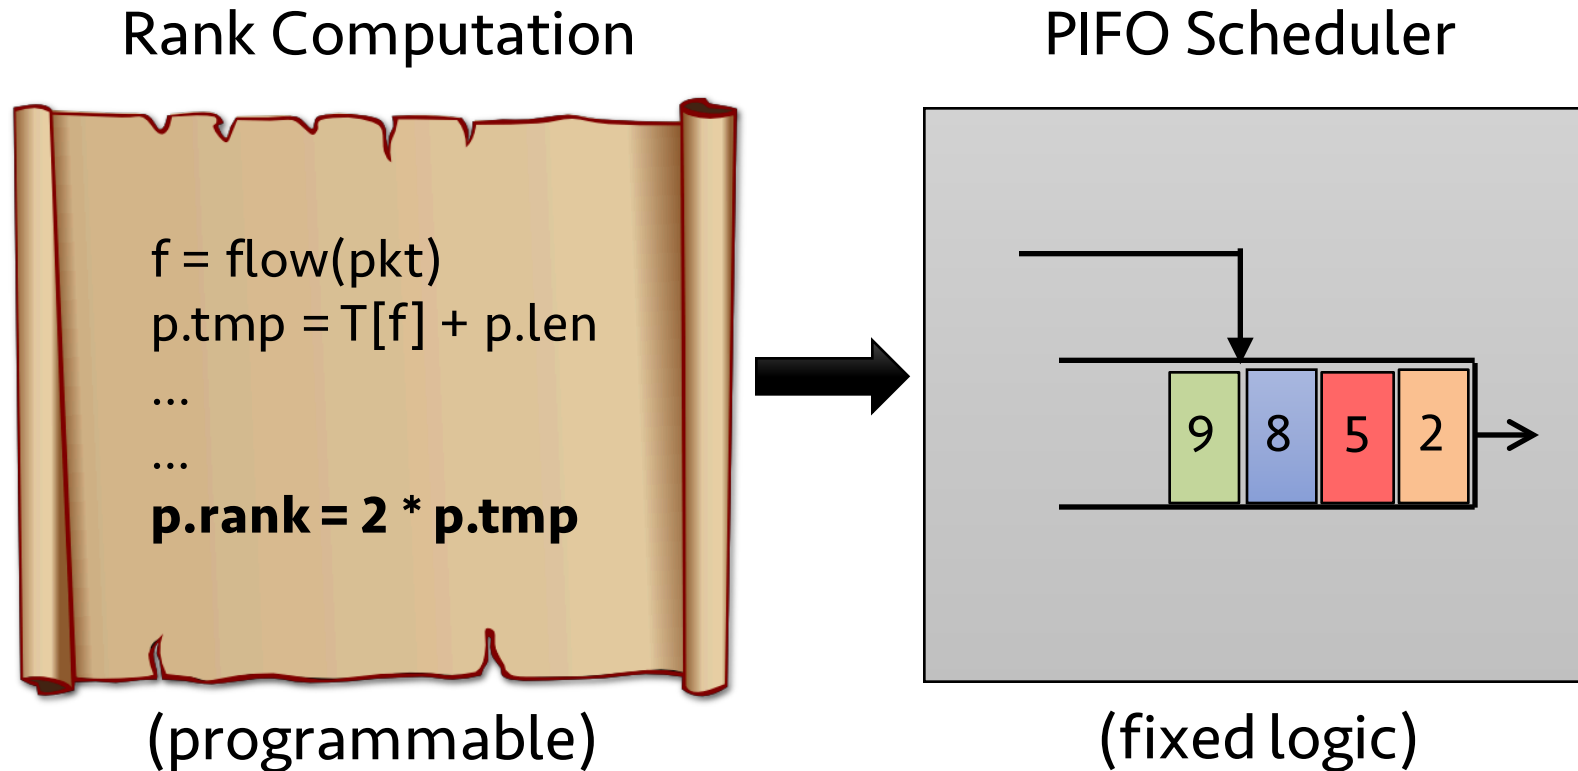 Rank Computation
f = flow(pkt)
p.tmp = T[f] + p.len
...
...
p.rank = 2 * p.tmp
(programmable)
PIFO Scheduler
9 8 5 2
(fixed logic)